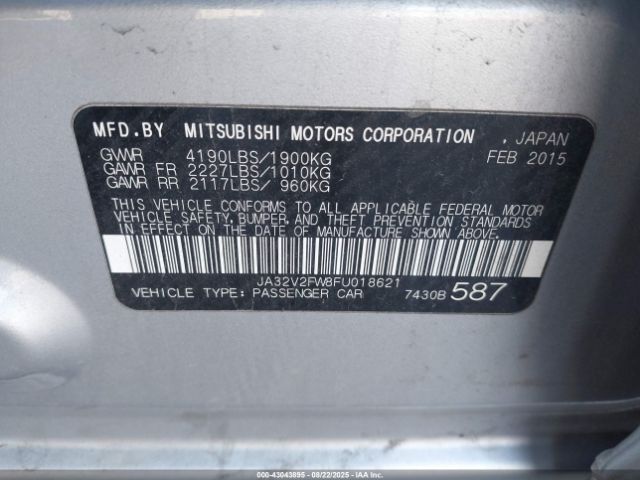 MFD.BY MITSUBISHI MOTORS CORPORATION , JAPAN
GVWR 4190LBS/1900KG FEB 2015
GAWR FR 2227LBS/1010KG
GAWR RR 2117LBS/ 960KG
THIS VEHICLE CONFORMS TO ALL APPLICABLE FEDERAL MOTOR
VEHICLE SAFETY, BUMPER, AND THEFT PREVENTION STANDARDS
IN EFFECT ON THE DATE OF MANUFACTURE SHOWN ABOVE.
JA32V2FW8FU018621
VEHICLE TYPE: PASSENGER CAR 7430B 587
000-43043895 - 08/22/2025 - IAAI.CA